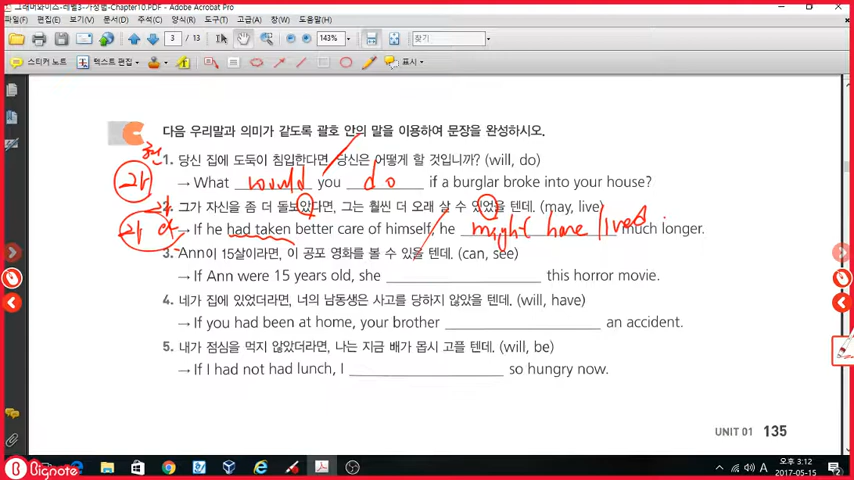 그래머와이즈-레벨3-가정법-Chapter10.PDF - Adobe Acrobat Pro
파일(F) 편집(E) 보기(V) 문서(D) 주석(C) 양식(R) 도구(T) 고급(A) 창(W) 도움말(H)
3 / 13 143% 찾기
스티커 노트 텍스트 편집 표시
다음 우리말과 의미가 같도록 괄호 안의 말을 이용하여 문장을 완성하시오.
1. 당신 집에 도둑이 침입한다면, 당신은 어떻게 할 것입니까? (will, do)
→ What would you do if a burglar broke into your house?
2. 그가 자신을 좀 더 돌보았다면, 그는 훨씬 더 오래 살 수 있었을 텐데. (may, live)
→ If he had taken better care of himself, he might have lived much longer.
3. Ann이 15살이라면, 이 공포 영화를 볼 수 있을 텐데. (can, see)
→ If Ann were 15 years old, she this horror movie.
4. 네가 집에 있었더라면, 너의 남동생은 사고를 당하지 않았을 텐데. (will, have)
→ If you had been at home, your brother an accident.
5. 내가 점심을 먹지 않았더라면, 나는 지금 배가 몹시 고플 텐데. (will, be)
→ If I had not had lunch, I so hungry now.
UNIT 01 135
Bignote
A 오후 3:12
2017-05-15